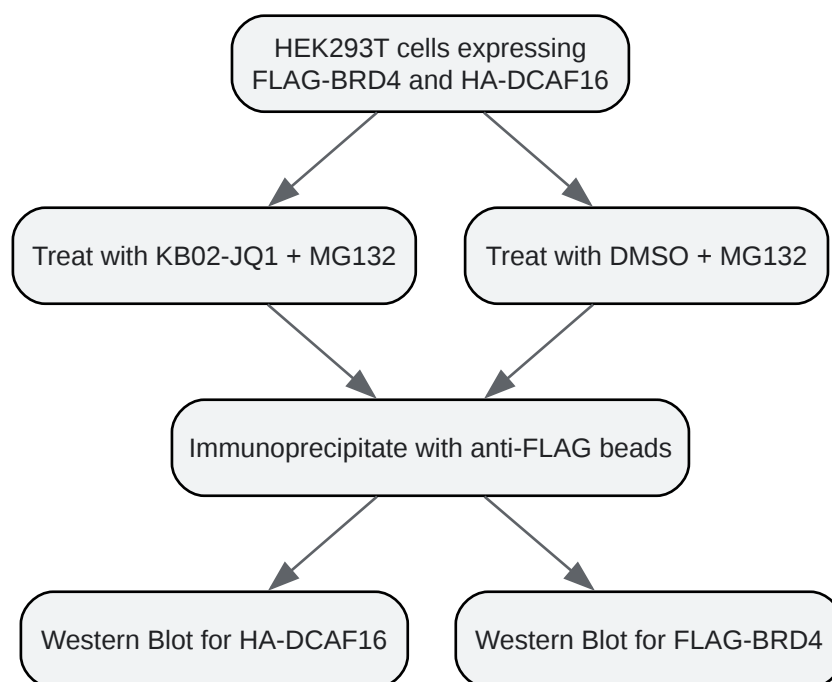 HEK293T cells expressing
FLAG-BRD4 and HA-DCAF16
Treat with KB02-JQ1 + MG132
Treat with DMSO + MG132
Immunoprecipitate with anti-FLAG beads
Western Blot for HA-DCAF16
Western Blot for FLAG-BRD4